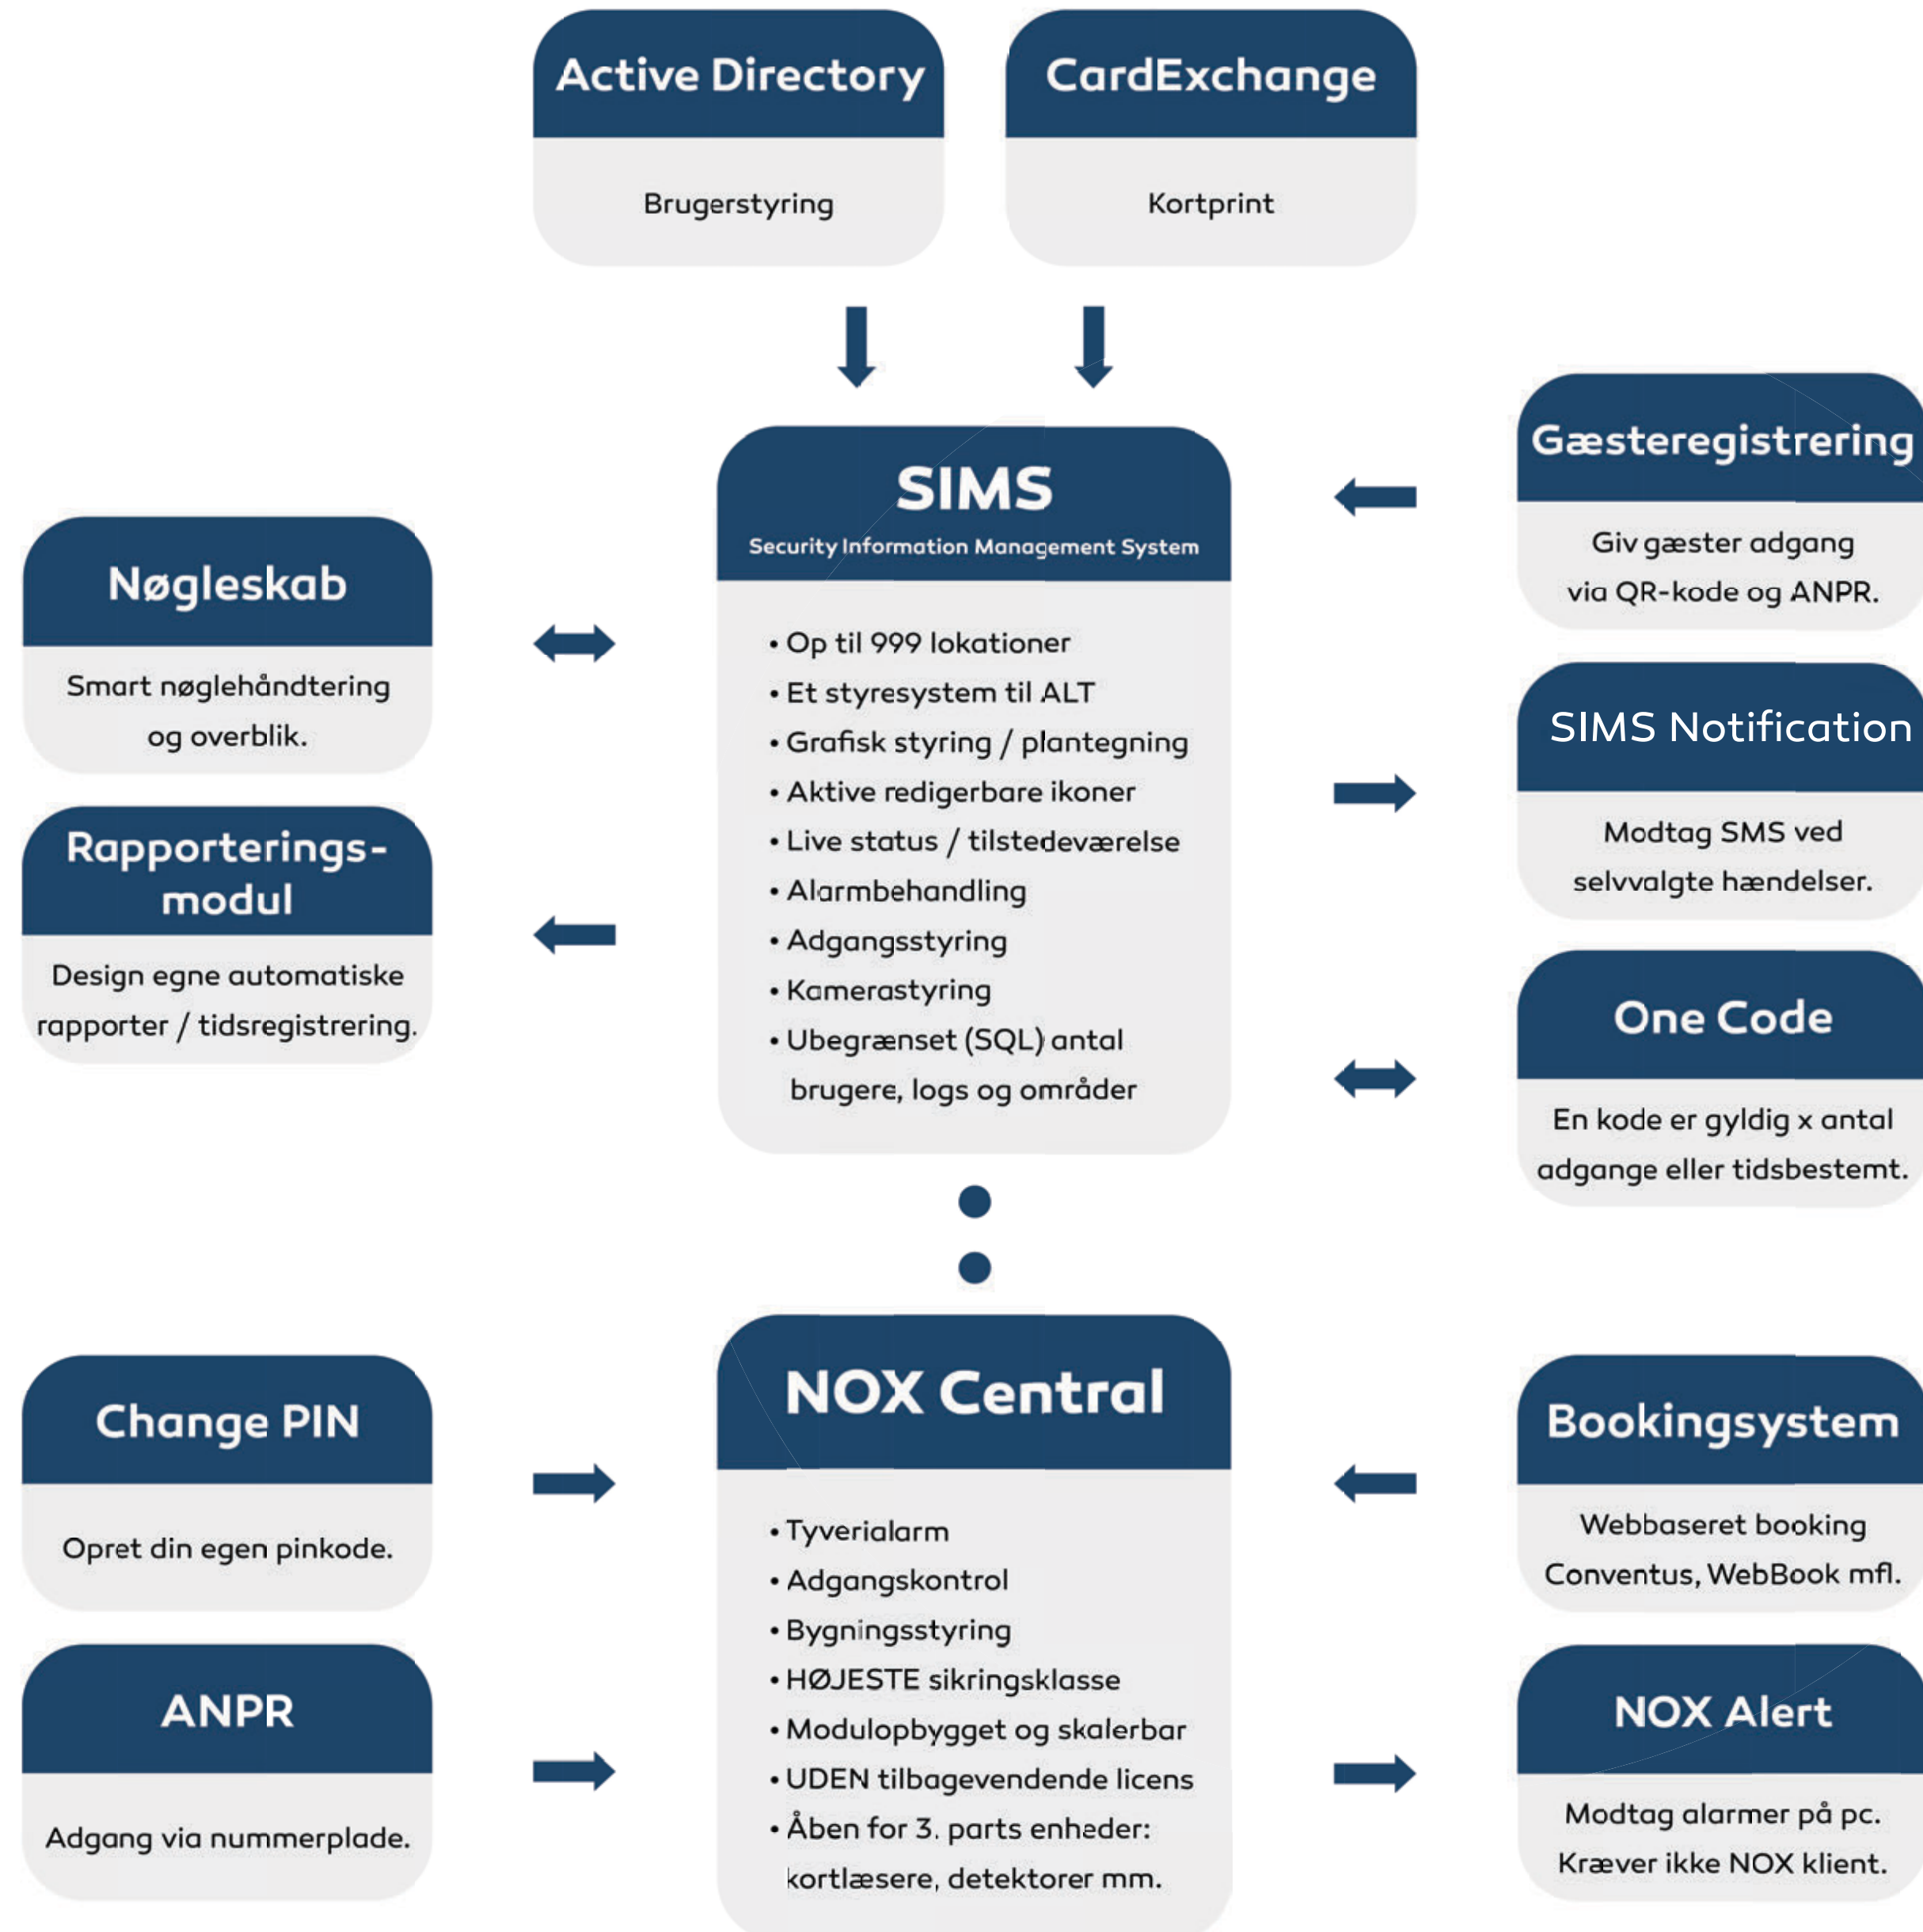 Active Directory
Brugerstyring
CardExchange
Kortprint
Nøgleskab
Smart nøglehåndtering
og overblik.
Rapporterings-
modul
Design egne automatiske
rapporter / tidsregistrering.
SIMS
Security Information Management System
• Op til 999 lokationer
• Et styresystem til ALT
• Grafisk styring / plantegning
• Aktive redigerbare ikoner
• Live status / tilstedeværelse
• Alarmbehandling
• Adgangsstyring
• Kamerastyring
• Ubegrænset (SQL) antal
brugere, logs og områder
Gæsteregistrering
Giv gæster adgang
via QR-kode og ANPR.
SIMS Notification
Modtag SMS ved
selvvalgte hændelser.
One Code
En kode er gyldig x antal
adgange eller tidsbestemt.
Change PIN
Opret din egen pinkode.
ANPR
Adgang via nummerplade.
NOX Central
• Tyverialarm
• Adgangskontrol
• Bygningsstyring
• HØJESTE sikringsklasse
• Modulopbygget og skalerbar
• UDEN tilbagevendende licens
• Åben for 3. parts enheder:
kortlæsere, detektorer mm.
Bookingsystem
Webbaseret booking
Conventus, WebBook mfl.
NOX Alert
Modtag alarmer på pc.
Kræver ikke NOX klient.